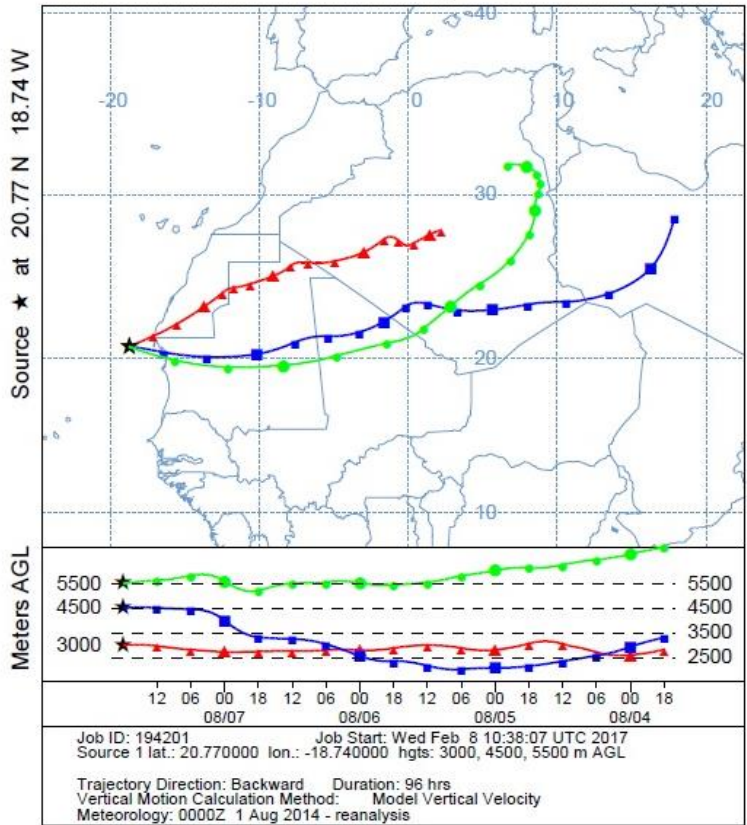 Source ★ at 20.77 N 18.74 W
40
-20 -10 0 10 20
30
20
10
Meters AGL
5500 5500
4500 4500
3500
3000
2500
12 06 00 18 12 06 00 18 12 06 00 18 12 06 00 18
08/07 08/06 08/05 08/04
Job ID: 194201 Job Start: Wed Feb 8 10:38:07 UTC 2017
Source 1 lat.: 20.770000 lon.: -18.740000 hgts: 3000, 4500, 5500 m AGL
Trajectory Direction: Backward Duration: 96 hrs
Vertical Motion Calculation Method: Model Vertical Velocity
Meteorology: 0000Z 1 Aug 2014 - reanalysis